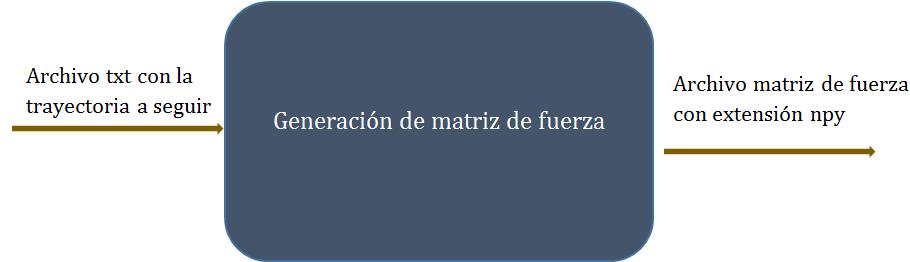 Archivo txt con la
trayectoria a seguir
Generación de matriz de fuerza
Archivo matriz de fuerza
con extensión npy